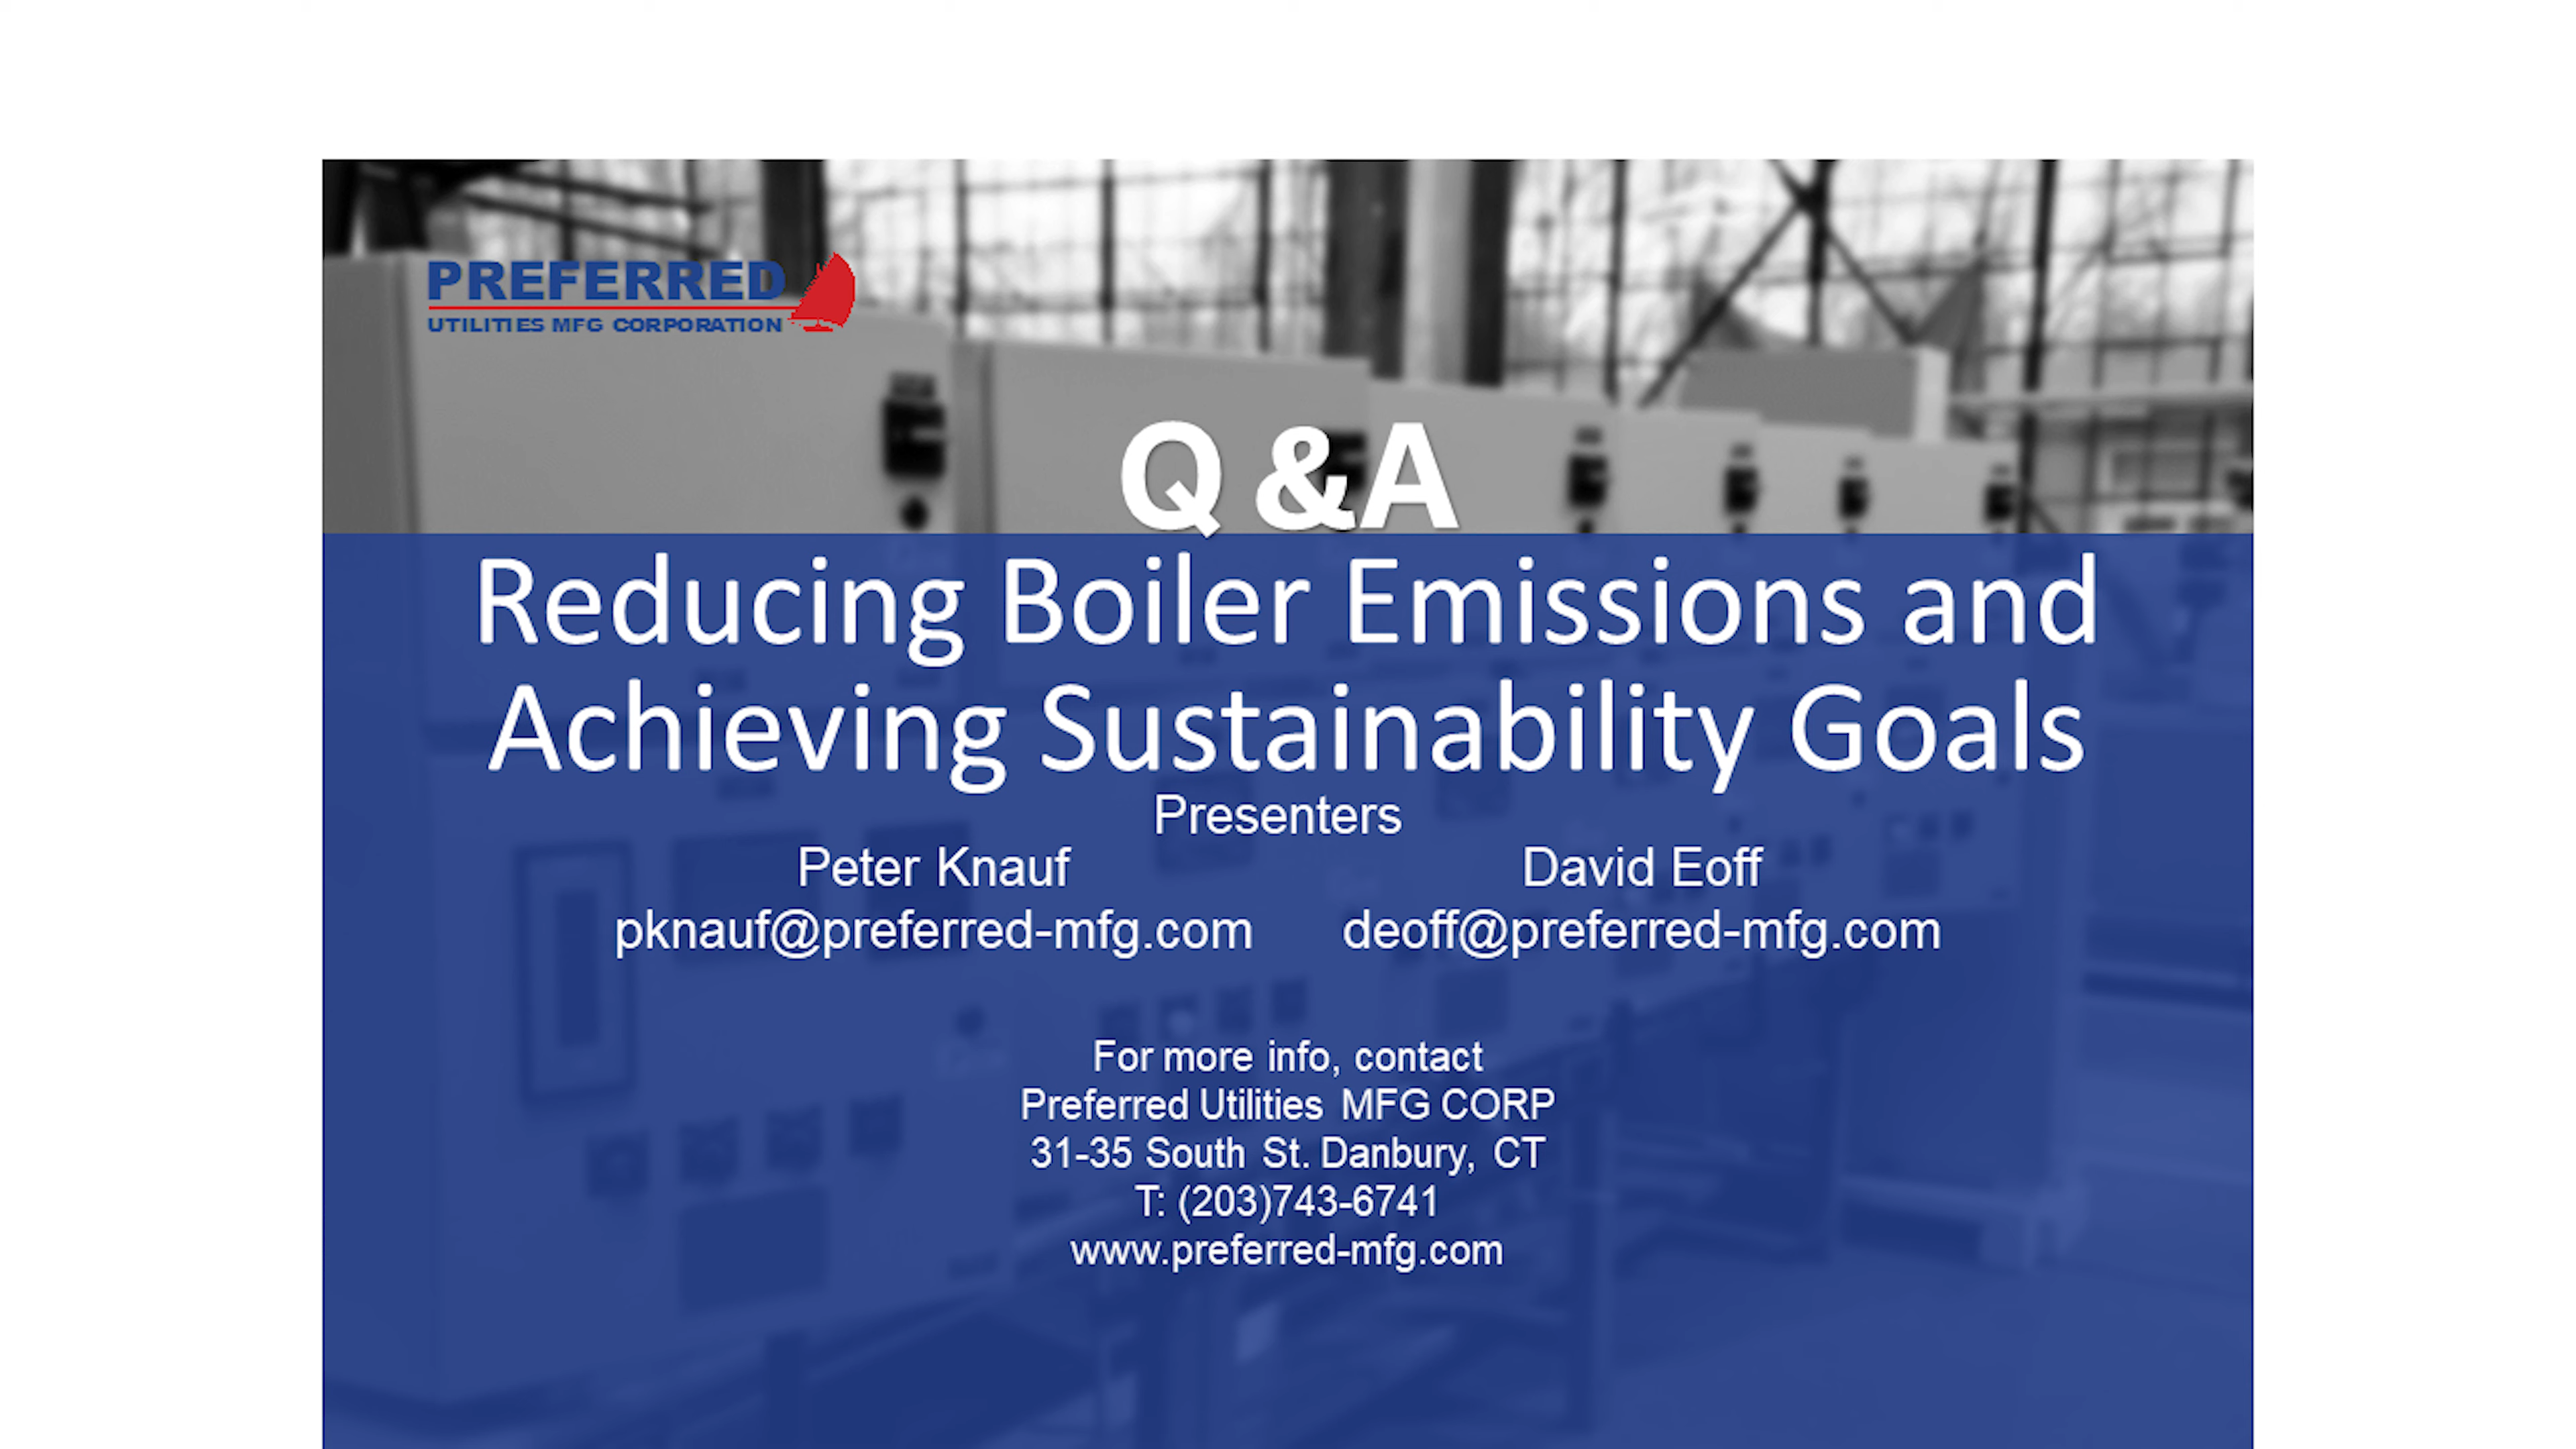 PREFERRED
UTILITIES MFG CORPORATION
Q &A
Reducing Boiler Emissions and
Achieving Sustainability Goals
Presenters
Peter Knauf David Eoff
pknauf@preferred-mfg.com deoff@preferred-mfg.com
For more info, contact
Preferred Utilities MFG CORP
31-35 South St. Danbury, CT
T: (203)743-6741
www.preferred-mfg.com